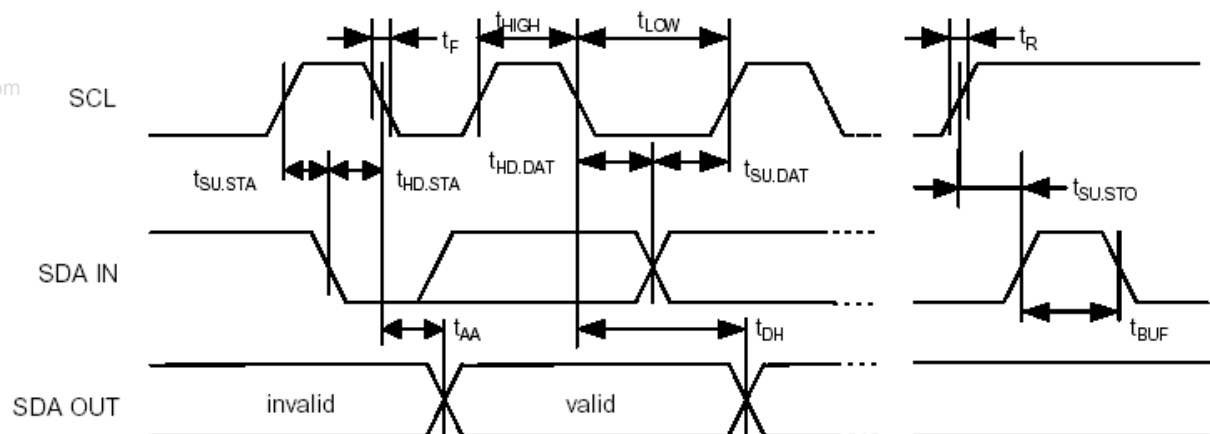 tHIGH
tLOW
tF
tR
om
SCL
tSU.STA
tHD.STA
tHD.DAT
tSU.DAT
tSU.STO
SDA IN
tAA
tDH
tBUF
SDA OUT
invalid
valid